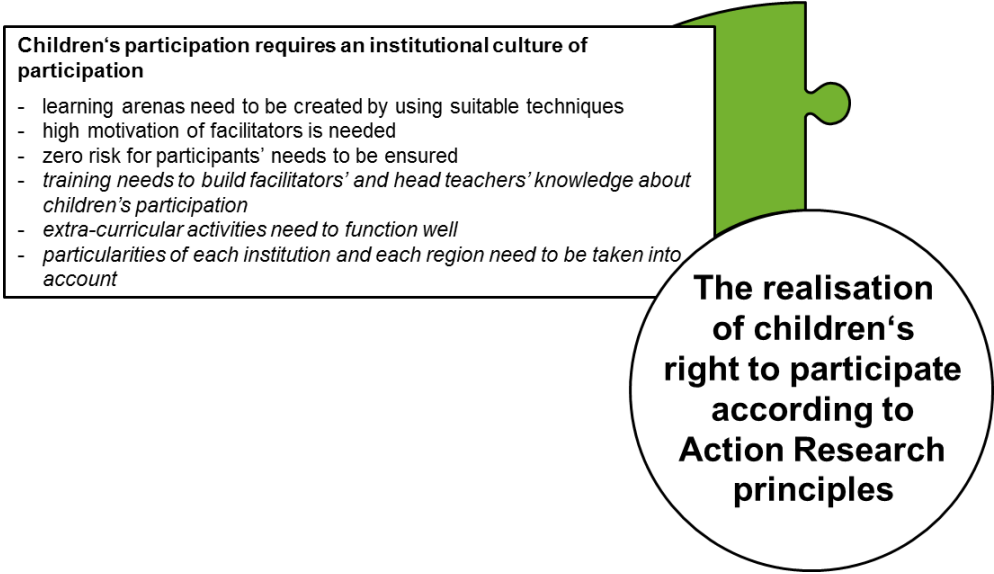 Children‘s participation requires an institutional culture of
participation
- learning arenas need to be created by using suitable techniques
- high motivation of facilitators is needed
- zero risk for participants’ needs to be ensured
- training needs to build facilitators’ and head teachers’ knowledge about
children’s participation
- extra-curricular activities need to function well
- particularities of each institution and each region need to be taken into
account
The realisation
of children‘s
right to participate
according to
Action Research
principles